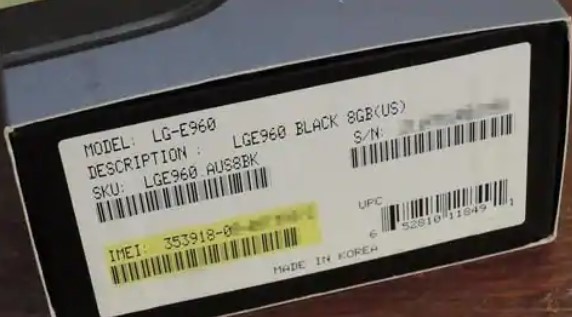 MODEL: LG-E960
DESCRIPTION : LGE960 BLACK 8GB(US)
SKU: LGE960.AUS8BK
S/N:
IMEI: 353918-0
UPC
6 52810 11849 1
MADE IN KOREA